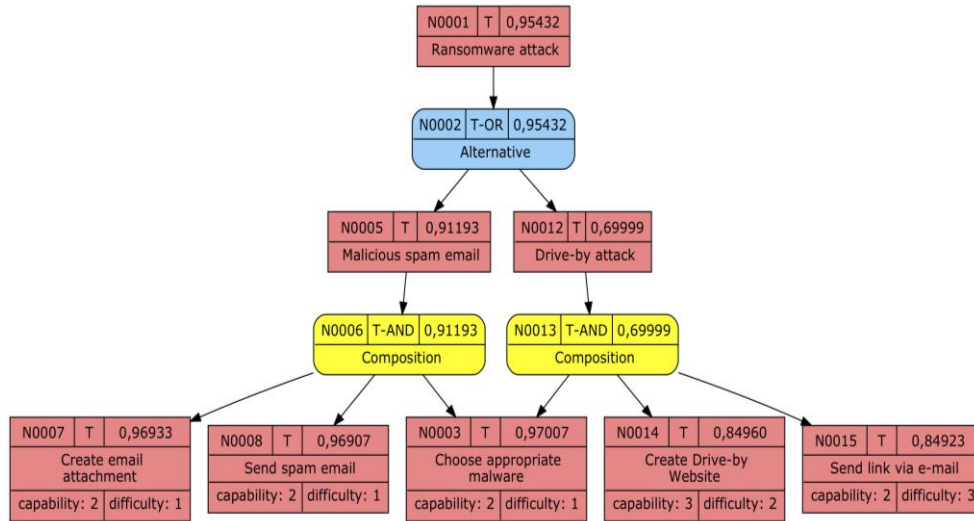 N0001 T 0,95432
Ransomware attack
N0002 T-OR 0,95432
Alternative
N0005 T 0,91193
Malicious spam email
N0012 T 0,69999
Drive-by attack
N0006 T-AND 0,91193
Composition
N0013 T-AND 0,69999
Composition
N0007 T 0,96933
Create email
attachment
capability: 2 difficulty: 1
N0008 T 0,96907
Send spam email
capability: 2 difficulty: 1
N0003 T 0,97007
Choose appropriate
malware
capability: 2 difficulty: 1
N0014 T 0,84960
Create Drive-by
Website
capability: 3 difficulty: 2
N0015 T 0,84923
Send link via e-mail
capability: 2 difficulty: 3